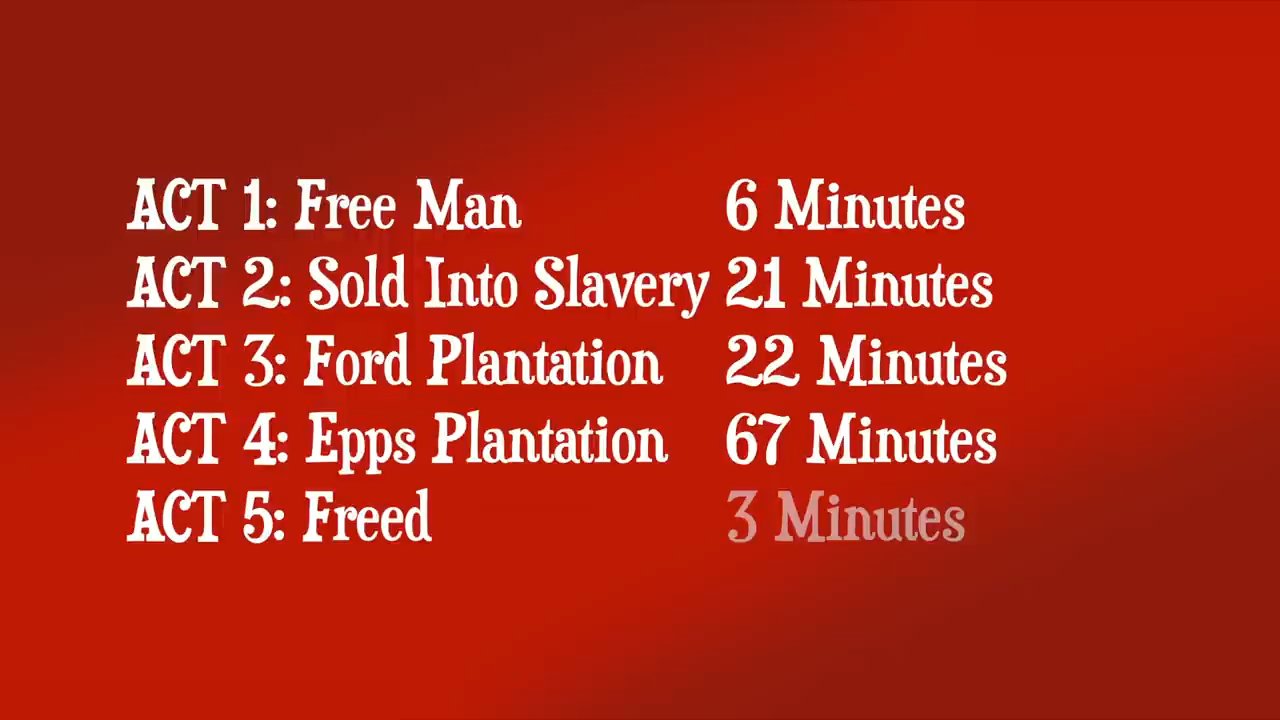 ACT 1: Free Man 6 Minutes
ACT 2: Sold Into Slavery 21 Minutes
ACT 3: Ford Plantation 22 Minutes
ACT 4: Epps Plantation 67 Minutes
ACT 5: Freed 3 Minutes